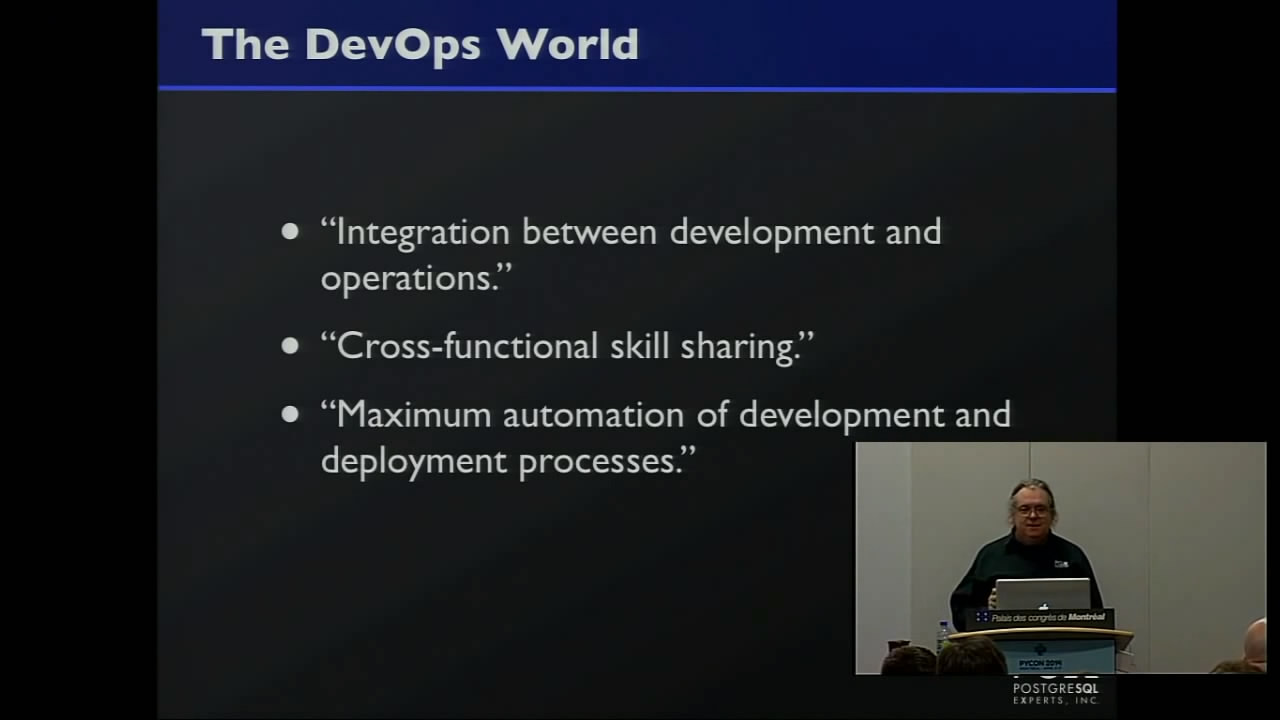 The DevOps World
● “Integration between development and
operations.”
● “Cross-functional skill sharing.”
● “Maximum automation of development and
deployment processes.”
Palais des congrès de Montréal
PYCON 2014
POSTGRESQL
EXPERTS, INC.